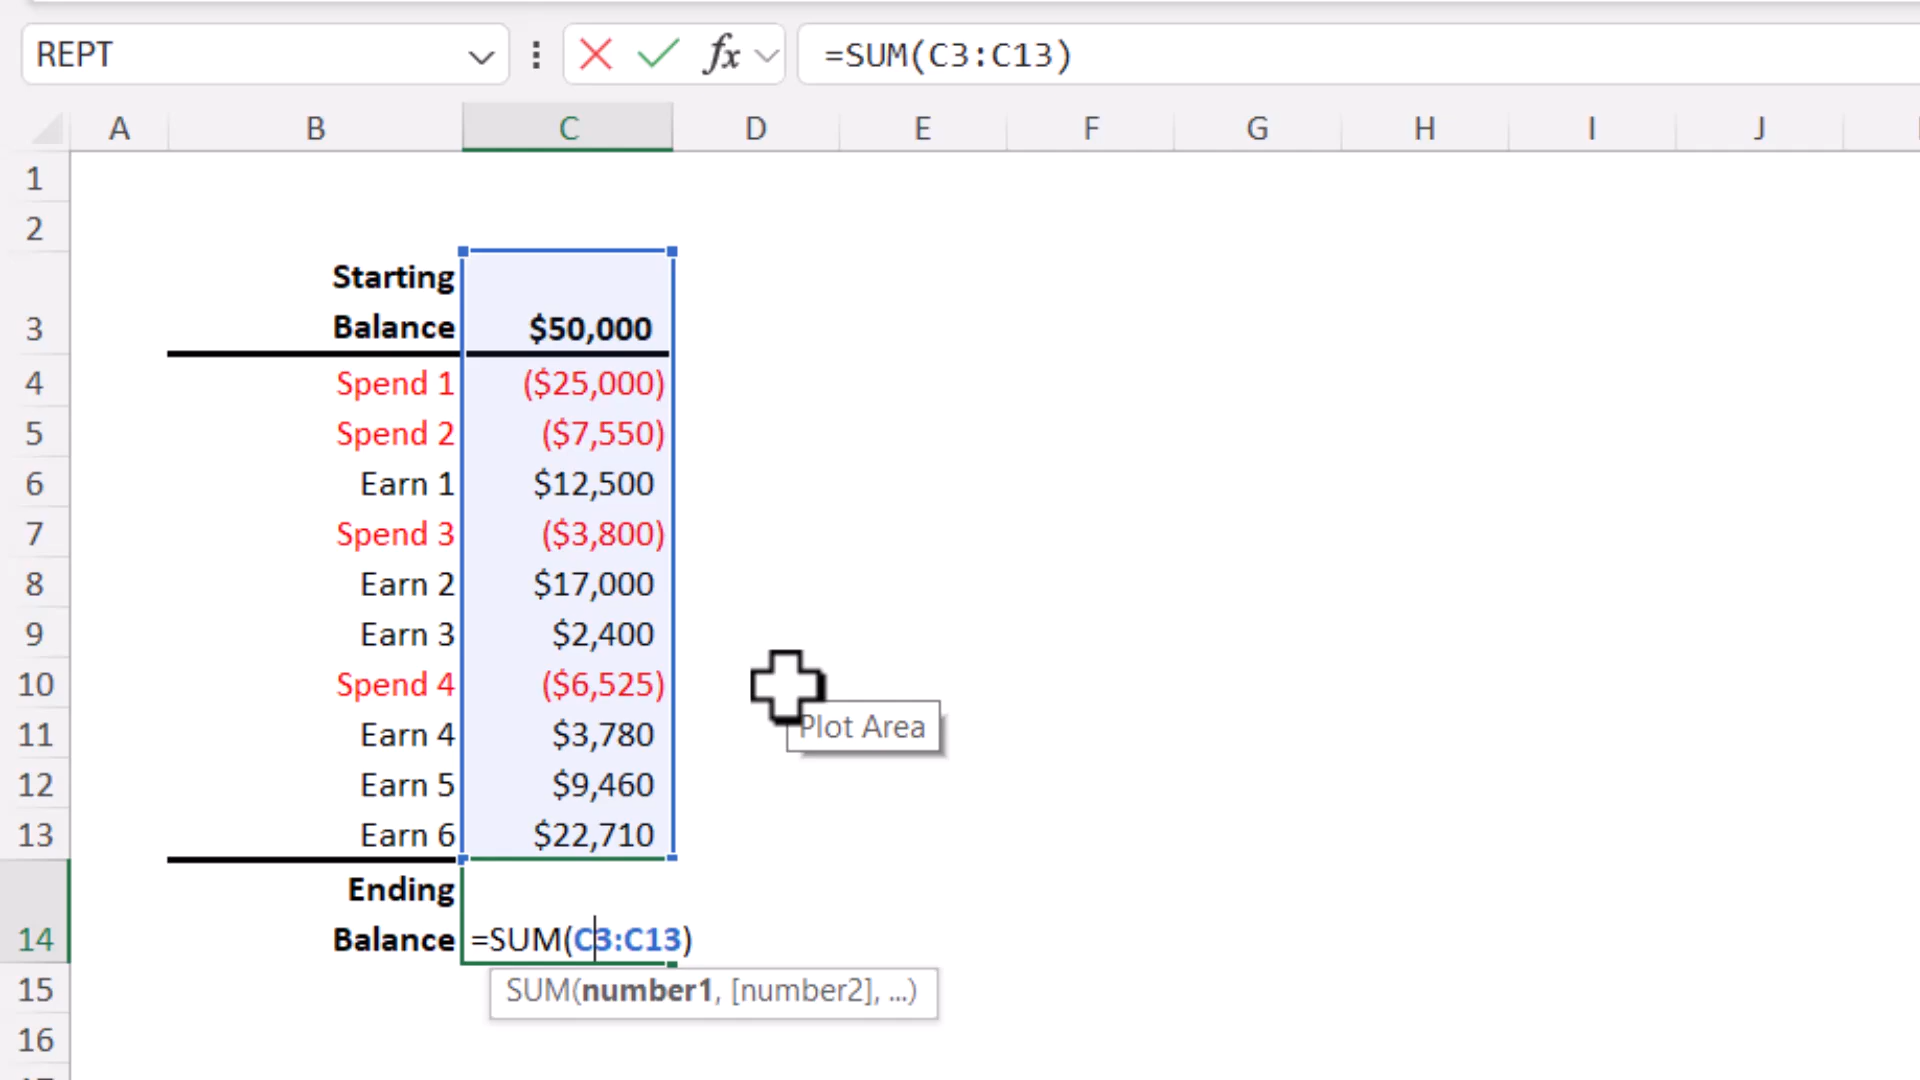 REPT
fx
=SUM(C3:C13)
A B C D E F G H I J
1
2
Starting
3 Balance $50,000
4 Spend 1 ($25,000)
5 Spend 2 ($7,550)
6 Earn 1 $12,500
7 Spend 3 ($3,800)
8 Earn 2 $17,000
9 Earn 3 $2,400
10 Spend 4 ($6,525)
Plot Area
11 Earn 4 $3,780
12 Earn 5 $9,460
13 Earn 6 $22,710
Ending
14 Balance =SUM(C3:C13)
15 SUM(number1, [number2], ...)
16